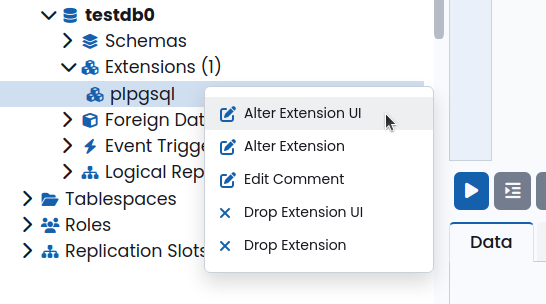 testdb0
Schemas
Extensions (1)
plpgsql
Foreign Dat
Event Trigge
Logical Rep
Tablespaces
Roles
Replication Slots
Alter Extension UI
Alter Extension
Edit Comment
Drop Extension UI
Drop Extension
Data